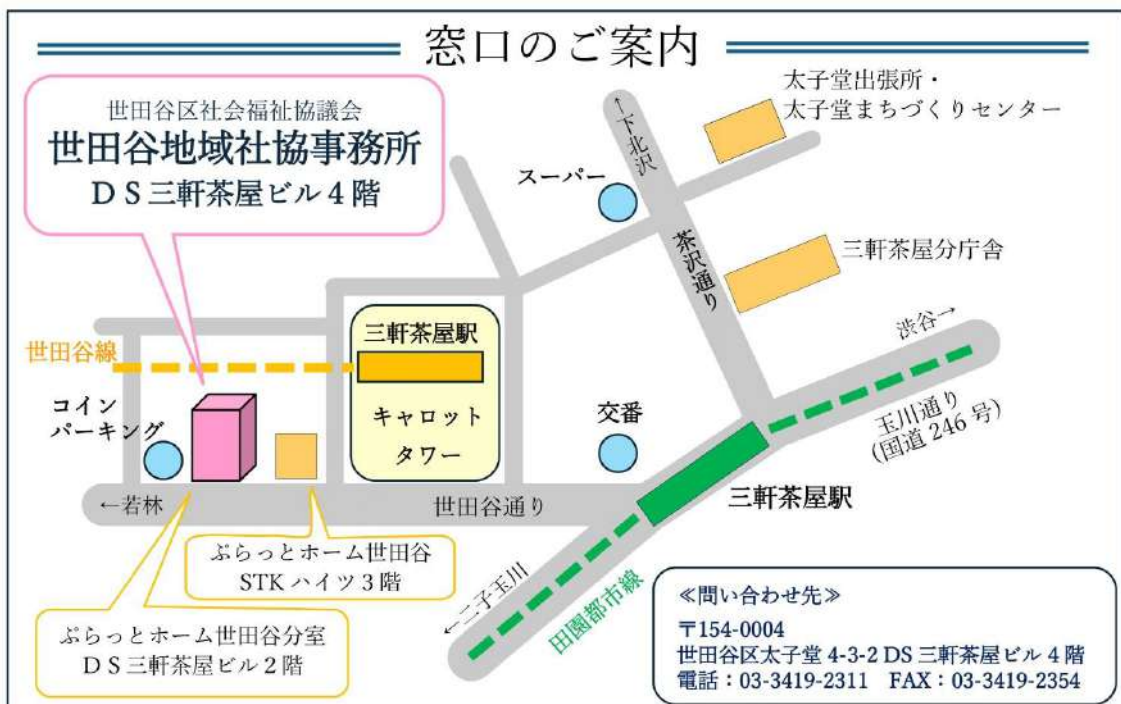 窓口のご案内
世田谷区社会福祉協議会
世田谷地域社協事務所
DS三軒茶屋ビル4階
太子堂出張所・
太子堂まちづくりセンター
←下北沢
スーパー
茶沢通り
三軒茶屋分庁舎
渋谷→
世田谷線
三軒茶屋駅
キャロット
タワー
コイン
パーキング
交番
玉川通り
(国道246号)
←若林
世田谷通り
三軒茶屋駅
ぷらっとホーム世田谷
STKハイツ3階
←二子玉川
田園都市線
ぷらっとホーム世田谷分室
DS三軒茶屋ビル2階
≪問い合わせ先≫
〒154-0004
世田谷区太子堂 4-3-2 DS 三軒茶屋ビル 4 階
電話：03-3419-2311 FAX：03-3419-2354